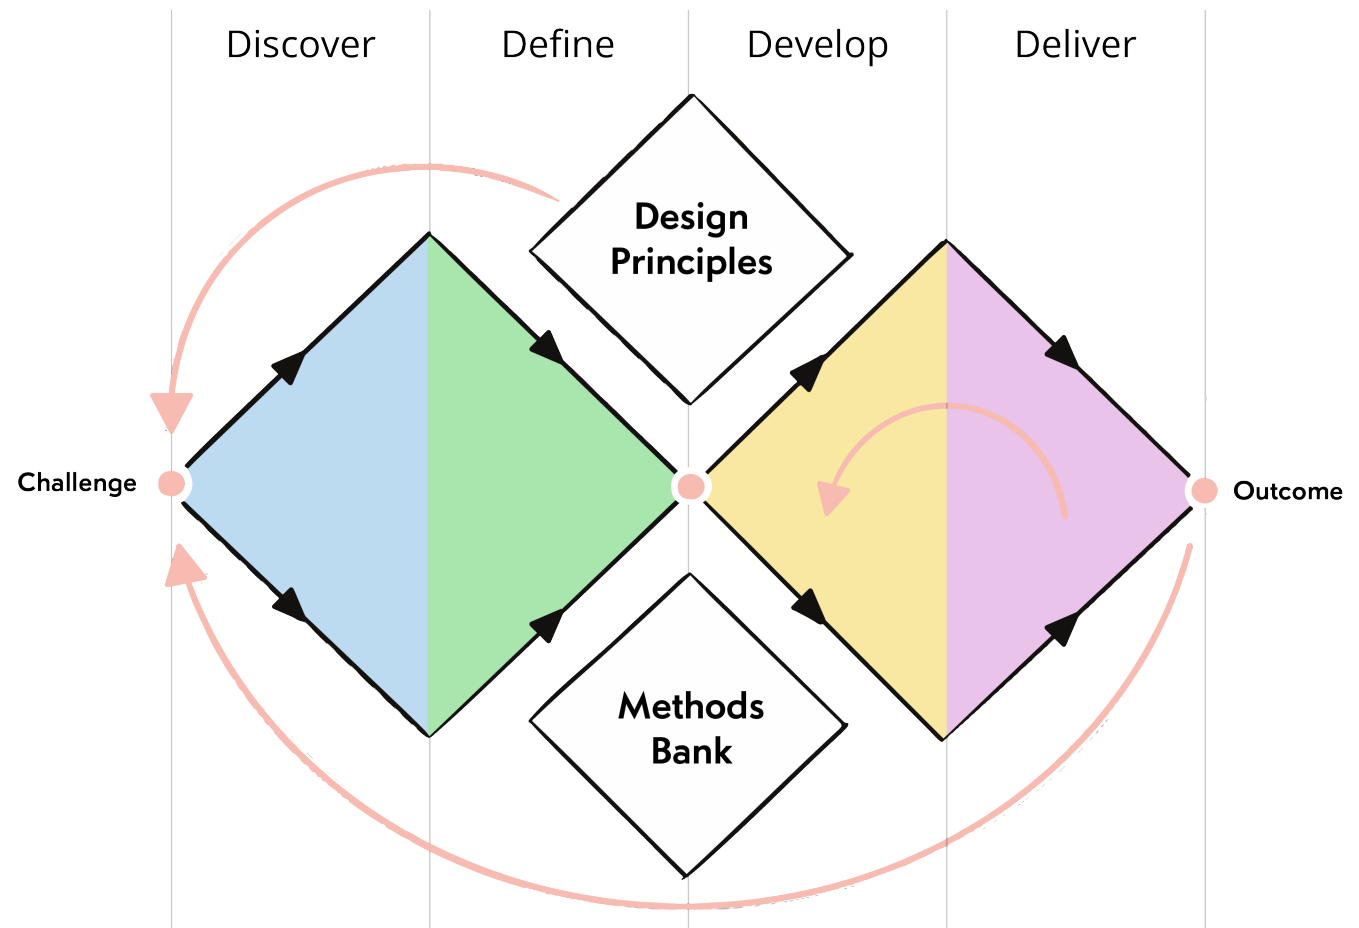 Discover
Define
Develop
Deliver
Design
Principles
Challenge
Outcome
Methods
Bank